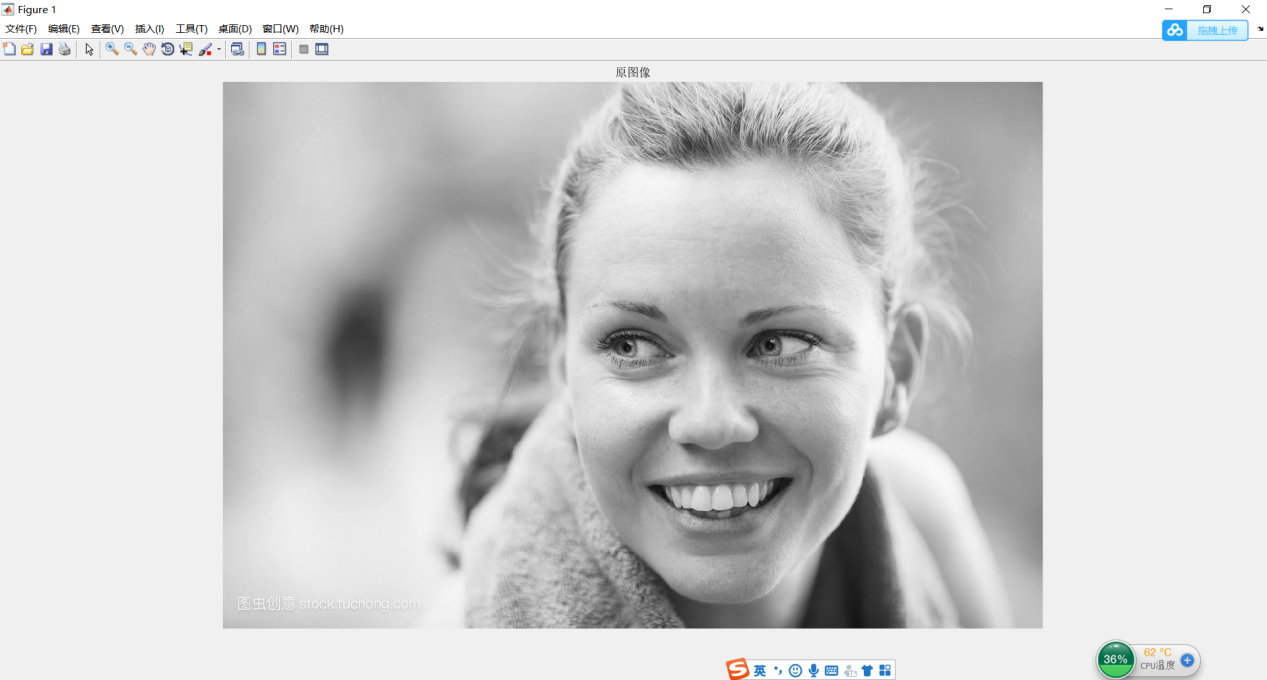 Figure 1
文件(F) 编辑(E) 查看(V) 插入(I) 工具(T) 桌面(D) 窗口(W) 帮助(H)
拖拽上传
原图像
图虫创意 stock.tuchong.com
英
36%
62 °C
CPU温度